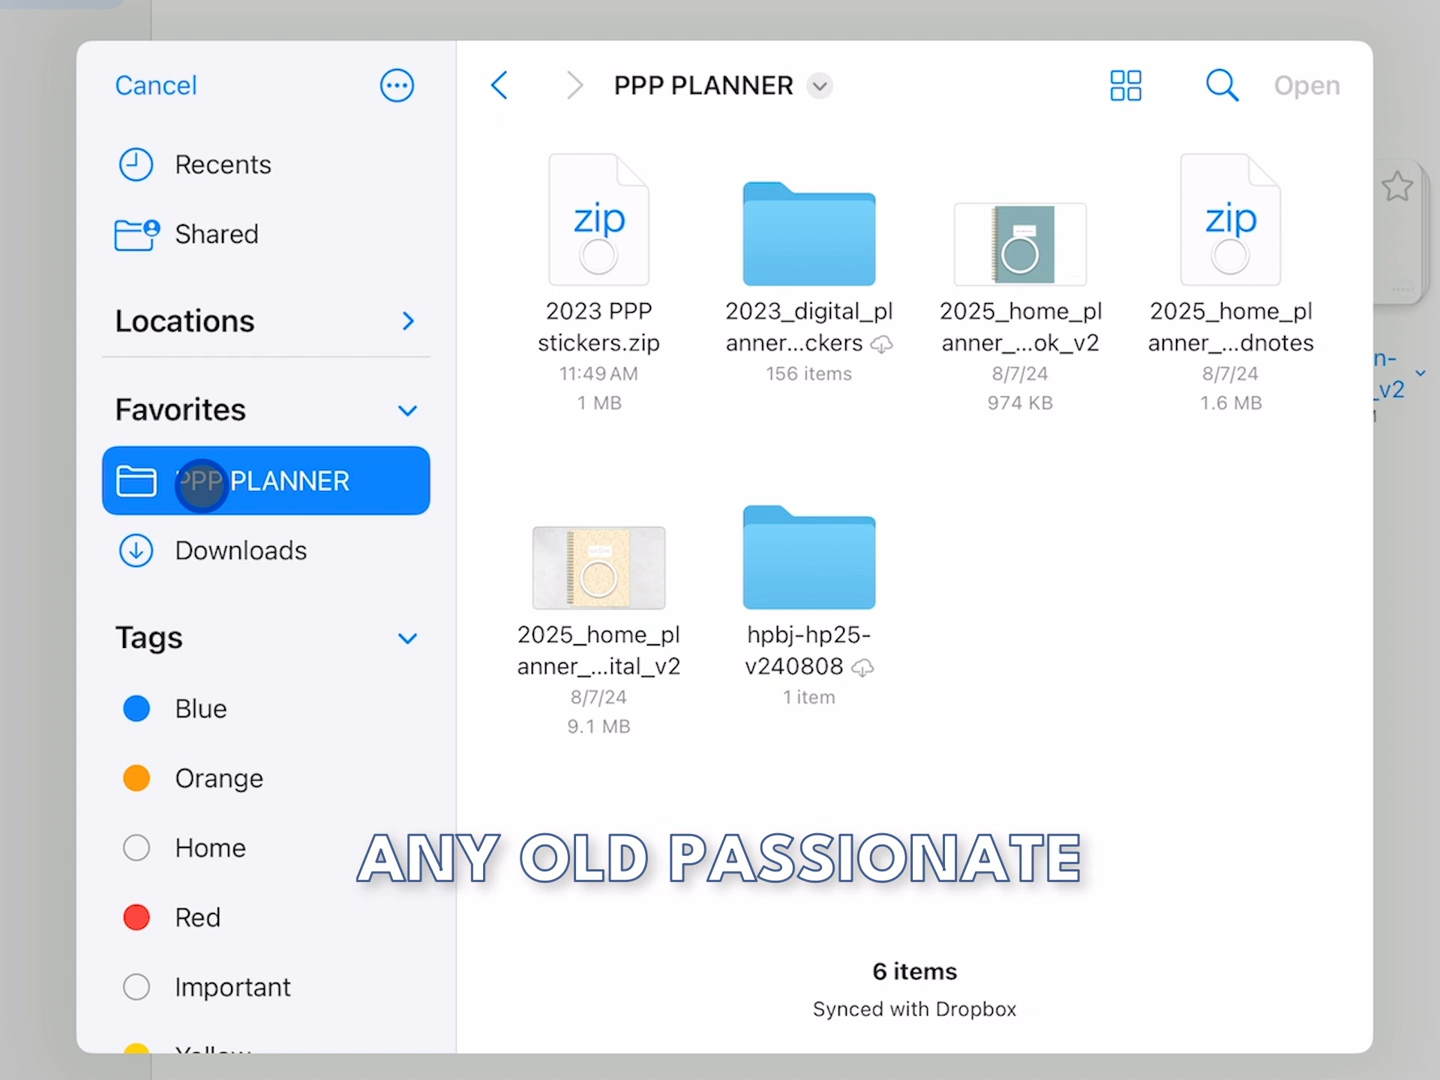 Cancel
Recents
Shared
Locations
Favorites
PPP PLANNER
Downloads
Tags
Blue
Orange
Home
Red
Important
Yellow
PPP PLANNER
Open
zip
2023 PPP
stickers.zip
11:49 AM
1 MB
2023_digital_pl
anner...ckers
156 items
2025_home_pl
anner_...ok_v2
8/7/24
974 KB
zip
2025_home_pl
anner_...dnotes
8/7/24
1.6 MB
2025_home_pl
anner_...ital_v2
8/7/24
9.1 MB
hpbj-hp25-
v240808
1 item
ANY OLD PASSIONATE
6 items
Synced with Dropbox
n-
_v2